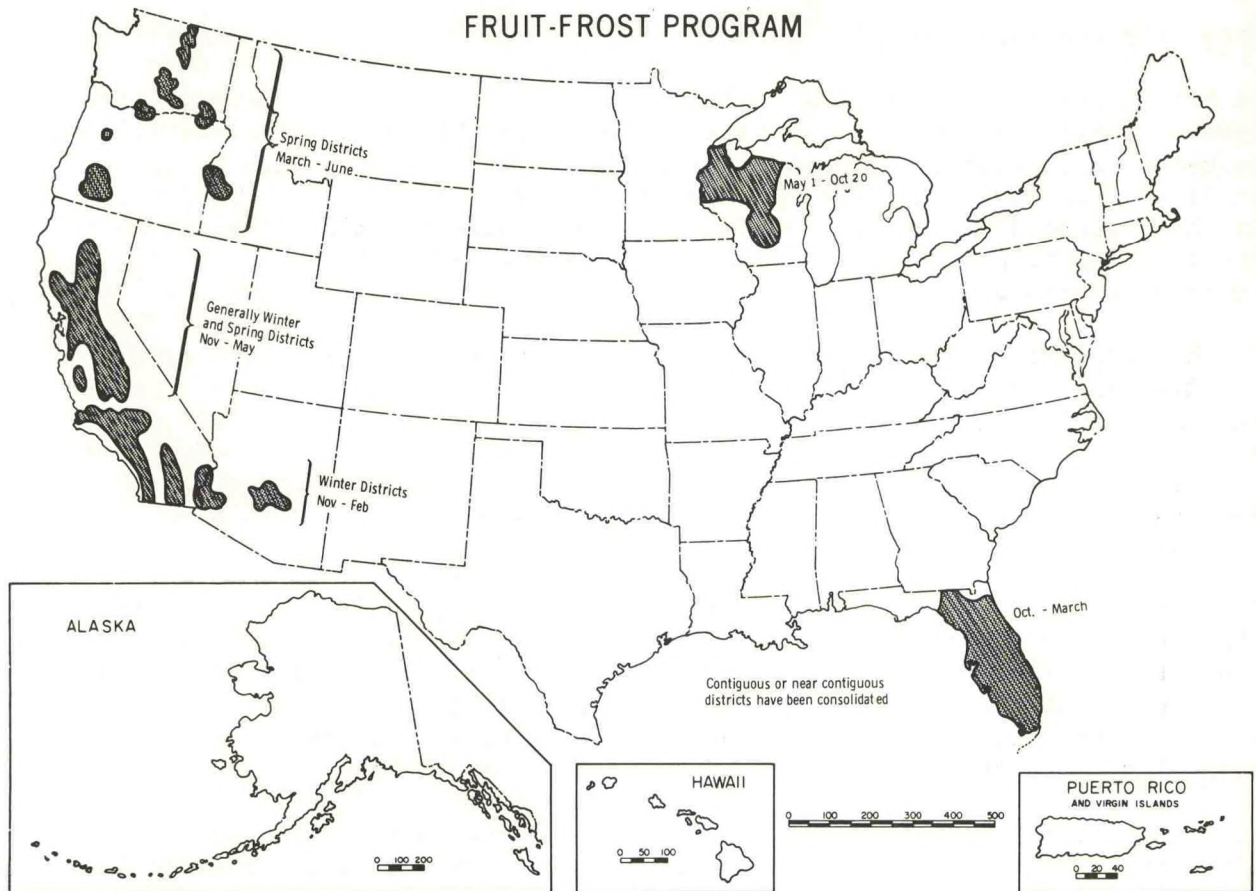 FRUIT-FROST PROGRAM
Spring Districts
March - June
May 1 - Oct 20
Generally Winter
and Spring Districts
Nov - May
Winter Districts
Nov - Feb
Oct. - March
Contiguous or near contiguous
districts have been consolidated
ALASKA
0 100 200
HAWAII
0 50 100
0 100 200 300 400 500
PUERTO RICO
AND VIRGIN ISLANDS
0 20 40